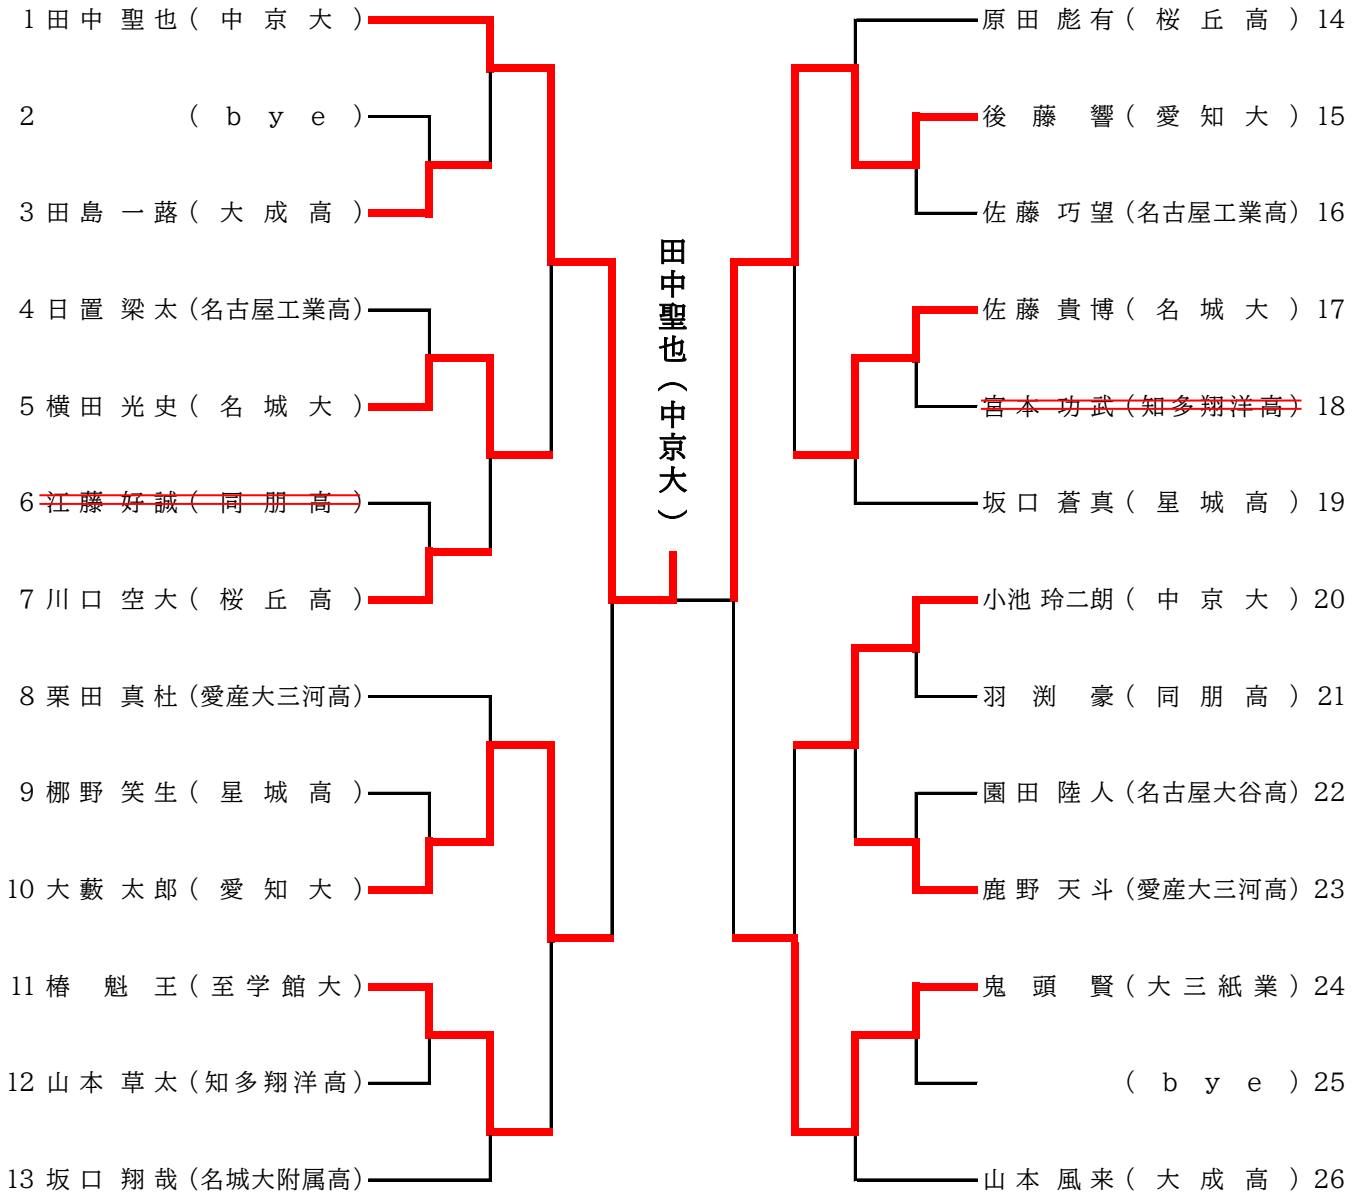 1 田中 聖也 ( 中京大 )
2 ( bye )
3 田島 一蕗 ( 大成高 )
4 日置 梁太 (名古屋工業高)
5 横田 光史 ( 名城大 )
6 江藤 好誠 ( 同朋高 )
7 川口 空大 ( 桜丘高 )
8 栗田 真杜 (愛産大三河高)
9 梛野 笑生 ( 星城高 )
10 大藪 太郎 ( 愛知大 )
11 椿 魁王 ( 至学館大 )
12 山本 草太 (知多翔洋高)
13 坂口 翔哉 (名城大附属高)
田中聖也(中京大)
原田 彪有 ( 桜丘高 ) 14
後藤 響 ( 愛知大 ) 15
佐藤 巧望 (名古屋工業高) 16
佐藤 貴博 ( 名城大 ) 17
宮本 功武 (知多翔洋高) 18
坂口 蒼真 ( 星城高 ) 19
小池 玲二朗 ( 中京大 ) 20
羽渕 豪 ( 同朋高 ) 21
園田 陸人 (名古屋大谷高) 22
鹿野 天斗 (愛産大三河高) 23
鬼頭 賢 ( 大三紙業 ) 24
( bye ) 25
山本 風来 ( 大成高 ) 26